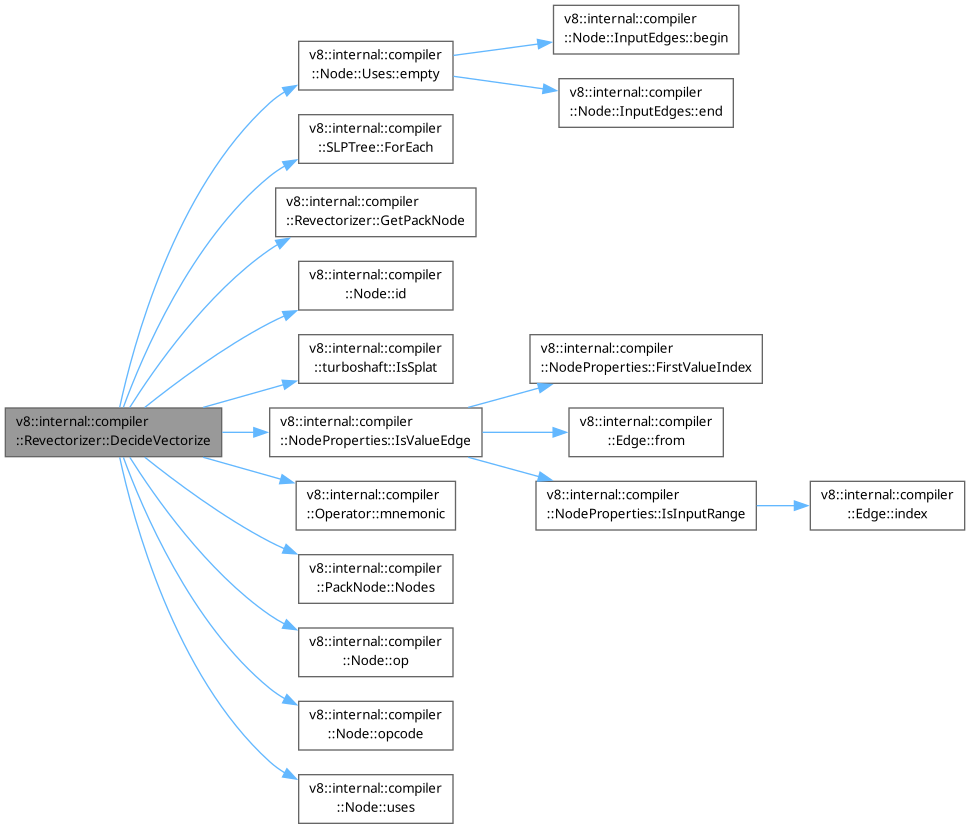 v8::internal::compiler
::Node::InputEdges::begin
v8::internal::compiler
::Node::Uses::empty
v8::internal::compiler
::Node::InputEdges::end
v8::internal::compiler
::SLPTree::ForEach
v8::internal::compiler
::Revectorizer::GetPackNode
v8::internal::compiler
::Node::id
v8::internal::compiler
::turboshaft::IsSplat
v8::internal::compiler
::NodeProperties::FirstValueIndex
v8::internal::compiler
::Revectorizer::DecideVectorize
v8::internal::compiler
::NodeProperties::IsValueEdge
v8::internal::compiler
::Edge::from
v8::internal::compiler
::Operator::mnemonic
v8::internal::compiler
::NodeProperties::IsInputRange
v8::internal::compiler
::Edge::index
v8::internal::compiler
::PackNode::Nodes
v8::internal::compiler
::Node::op
v8::internal::compiler
::Node::opcode
v8::internal::compiler
::Node::uses